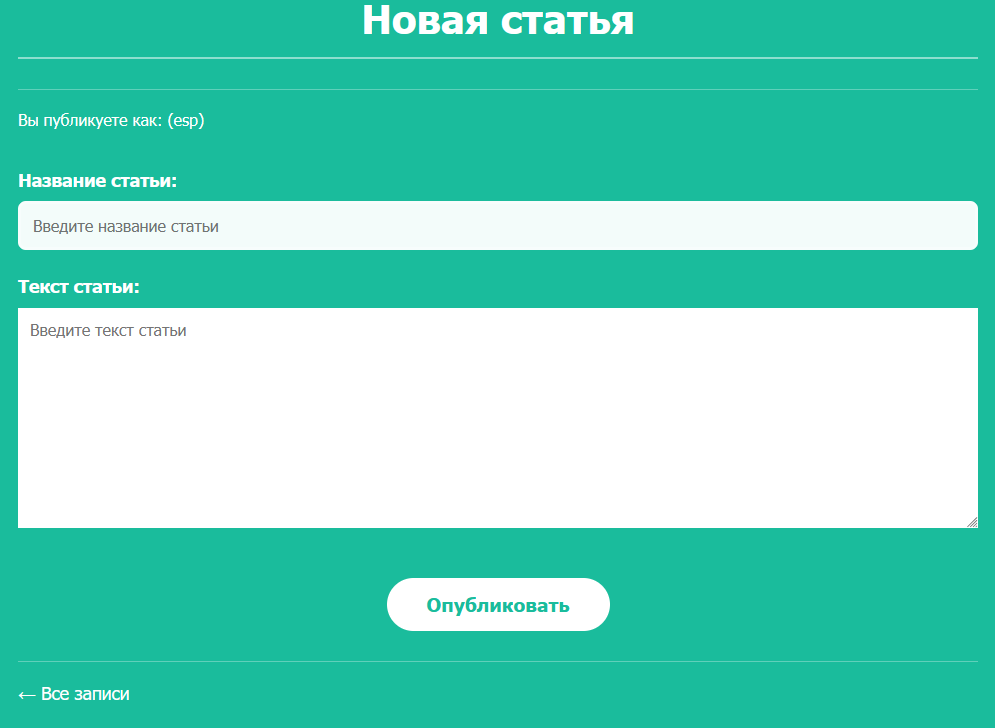 Новая статья
Вы публикуете как: (esp)
Название статьи:
Введите название статьи
Текст статьи:
Введите текст статьи
Опубликовать
← Все записи